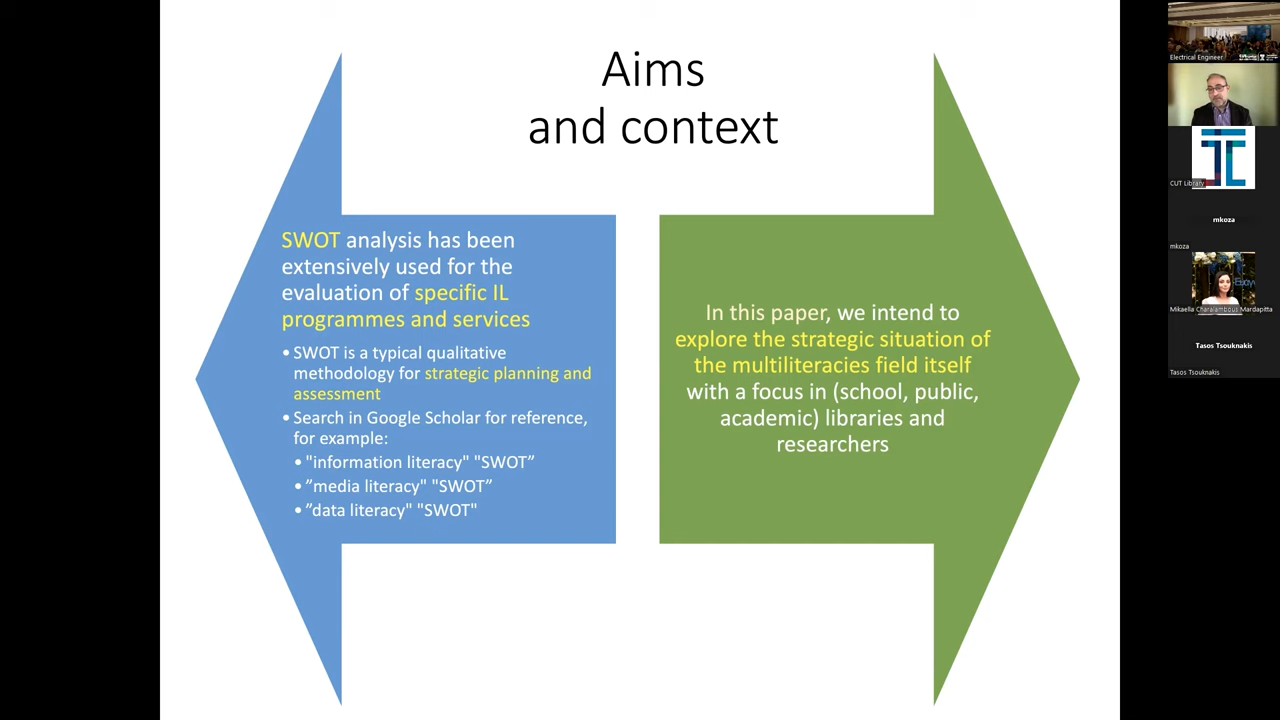 Aims
and context
SWOT analysis has been
extensively used for the
evaluation of specific IL
programmes and services
• SWOT is a typical qualitative
methodology for strategic planning and
assessment
• Search in Google Scholar for reference,
for example:
• "information literacy" "SWOT”
• ”media literacy" "SWOT”
• ”data literacy" "SWOT"
In this paper, we intend to
explore the strategic situation of
the multiliteracies field itself
with a focus in (school, public,
academic) libraries and
researchers
Electrical Engineer
CUT Library
mkoza
mkoza
Mikaella Charalambous Mardapitta
Tasos Tsouknakis
Tasos Tsouknakis